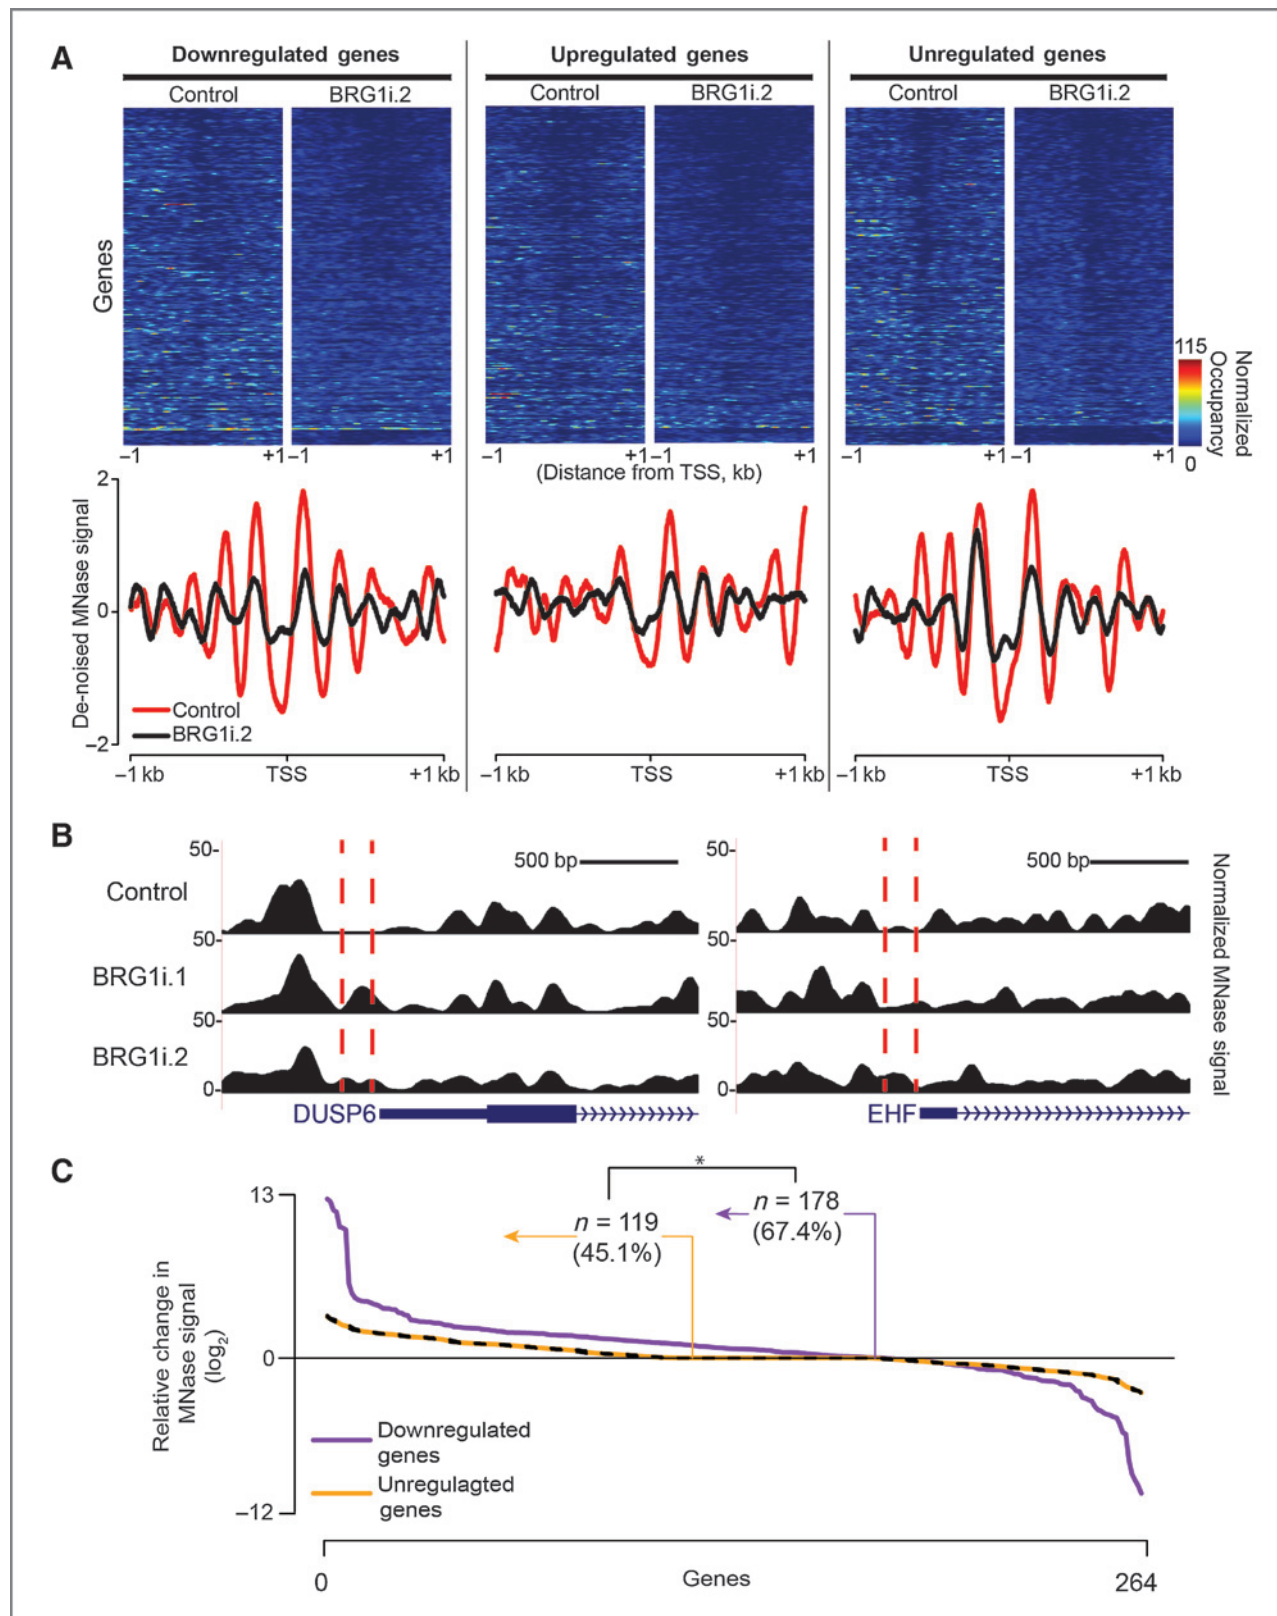 A
Downregulated genes
Upregulated genes
Unregulated genes
Control
BRG1i.2
Control
BRG1i.2
Control
BRG1i.2
Genes
115
0
Normalized
Occupancy
−1
+1
−1
+1
−1
+1
−1
+1
−1
+1
−1
+1
(Distance from TSS, kb)
De-noised MNase signal
2
0
−2
Control
BRG1i.2
−1 kb
TSS
+1 kb
−1 kb
TSS
+1 kb
−1 kb
TSS
+1 kb
B
50-
500 bp
50-
500 bp
Control
50-
50-
BRG1i.1
50-
50-
BRG1i.2
0-
0-
DUSP6
EHF
Normalized MNase signal
C
*
13
n = 178
(67.4%)
n = 119
(45.1%)
Relative change in
MNase signal
(log2)
0
Downregulated
genes
Unregulagted
genes
−12
0
Genes
264